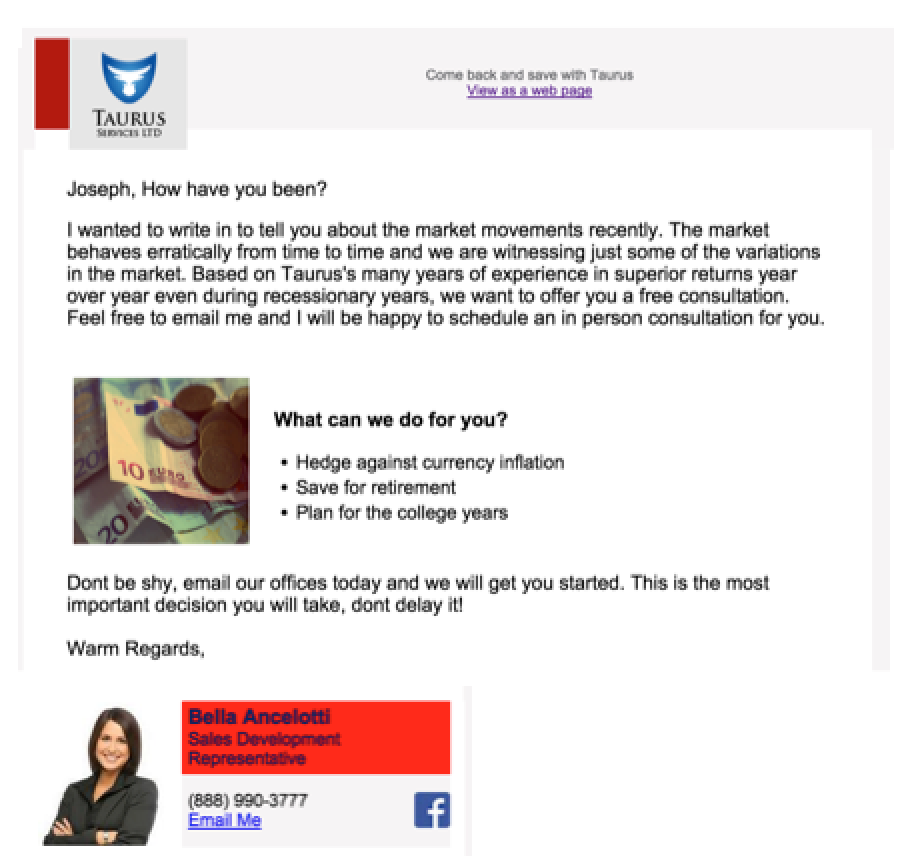 TAURUS
SERVICES LTD
Come back and save with Taurus
View as a web page
Joseph, How have you been?
I wanted to write in to tell you about the market movements recently. The market
behaves erratically from time to time and we are witnessing just some of the variations
in the market. Based on Taurus's many years of experience in superior returns year
over year even during recessionary years, we want to offer you a free consultation.
Feel free to email me and I will be happy to schedule an in person consultation for you.
10 EURO
20
20
What can we do for you?
• Hedge against currency inflation
• Save for retirement
• Plan for the college years
Dont be shy, email our offices today and we will get you started. This is the most
important decision you will take, dont delay it!
Warm Regards,
Bella Ancelotti
Sales Development
Representative
(888) 990-3777
Email Me